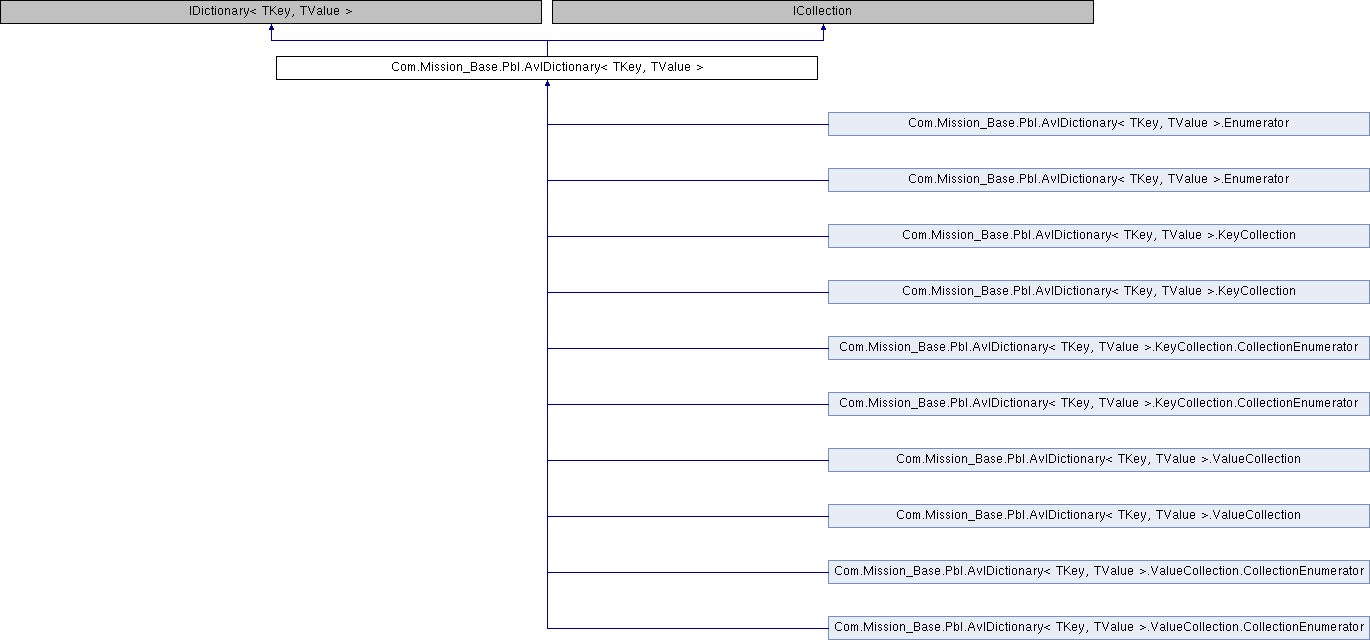 IDictionary< TKey, TValue >
ICollection
Com.Mission_Base.Pbl.AvlDictionary< TKey, TValue >
Com.Mission_Base.Pbl.AvlDictionary< TKey, TValue >.Enumerator
Com.Mission_Base.Pbl.AvlDictionary< TKey, TValue >.Enumerator
Com.Mission_Base.Pbl.AvlDictionary< TKey, TValue >.KeyCollection
Com.Mission_Base.Pbl.AvlDictionary< TKey, TValue >.KeyCollection
Com.Mission_Base.Pbl.AvlDictionary< TKey, TValue >.KeyCollection.CollectionEnumerator
Com.Mission_Base.Pbl.AvlDictionary< TKey, TValue >.KeyCollection.CollectionEnumerator
Com.Mission_Base.Pbl.AvlDictionary< TKey, TValue >.ValueCollection
Com.Mission_Base.Pbl.AvlDictionary< TKey, TValue >.ValueCollection
Com.Mission_Base.Pbl.AvlDictionary< TKey, TValue >.ValueCollection.CollectionEnumerator
Com.Mission_Base.Pbl.AvlDictionary< TKey, TValue >.ValueCollection.CollectionEnumerator